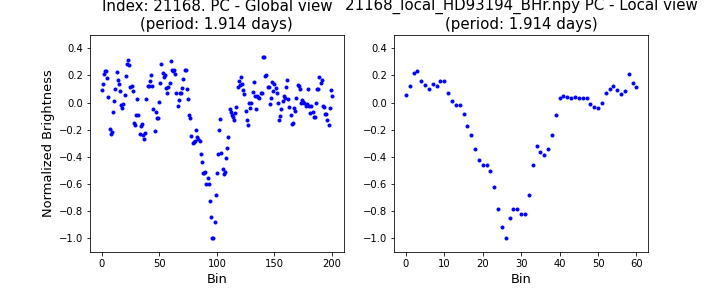 Index: 21168. PC - Global view
(period: 1.914 days)
21168_local_HD93194_BHr.npy PC - Local view
(period: 1.914 days)
Normalized Brightness
0.4
0.2
0.0
−0.2
−0.4
−0.6
−0.8
−1.0
0 50 100 150 200
Bin
0.4
0.2
0.0
−0.2
−0.4
−0.6
−0.8
−1.0
0 10 20 30 40 50 60
Bin